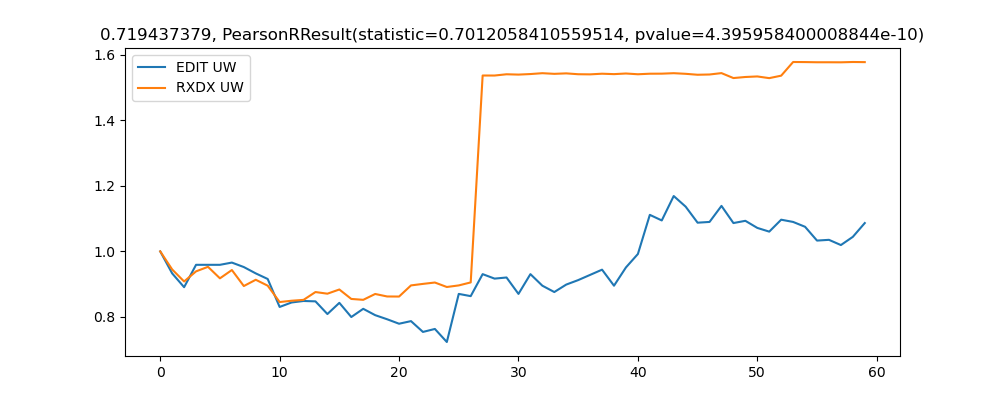 0.719437379, PearsonRResult(statistic=0.7012058410559514, pvalue=4.395958400008844e-10)
EDIT UW
RXDX UW
1.6
1.4
1.2
1.0
0.8
0 10 20 30 40 50 60